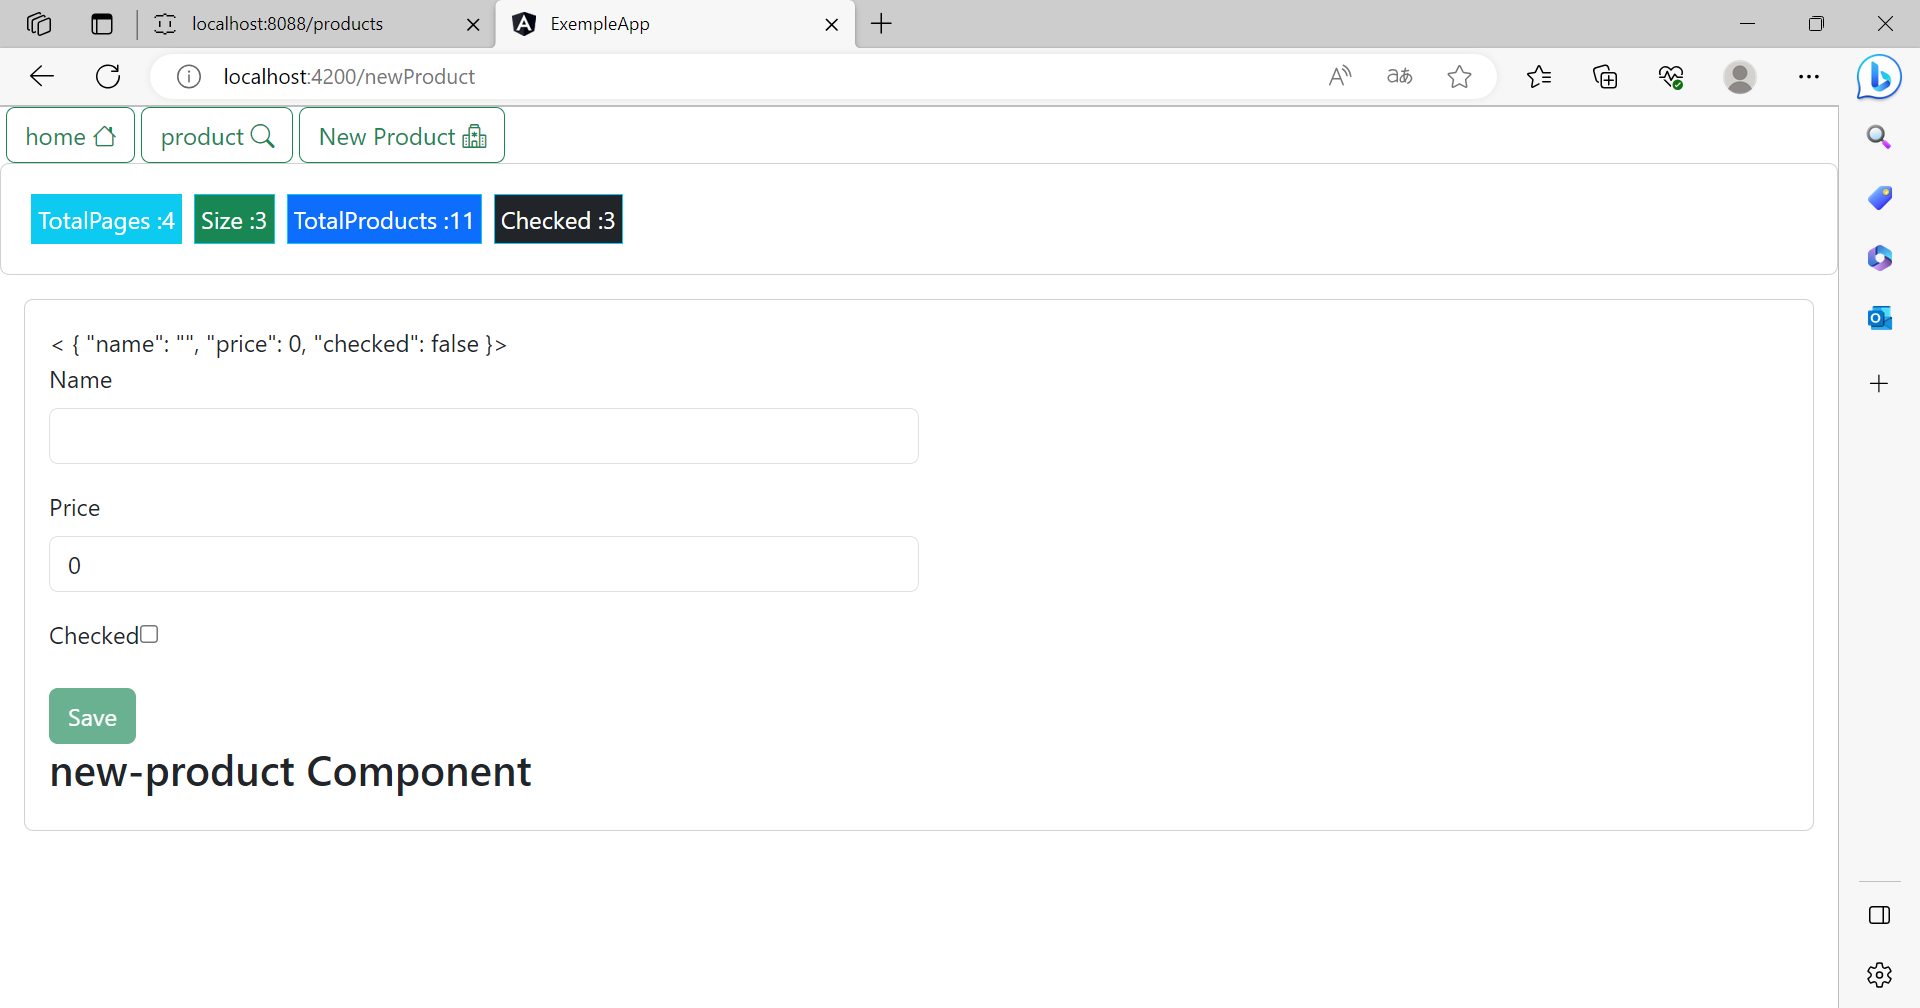 localhost:8088/products
ExempleApp
localhost:4200/newProduct
home
product
New Product
TotalPages :4
Size :3
TotalProducts :11
Checked :3
< { "name": "", "price": 0, "checked": false }>
Name
Price
0
Checked
Save
new-product Component